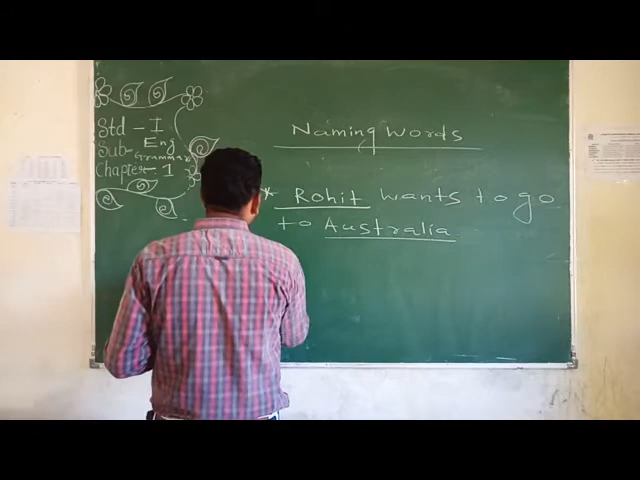 Std - I
Sub- Eng
Grammar
Chapter - 1
Naming words
* Rohit wants to go
to Australia